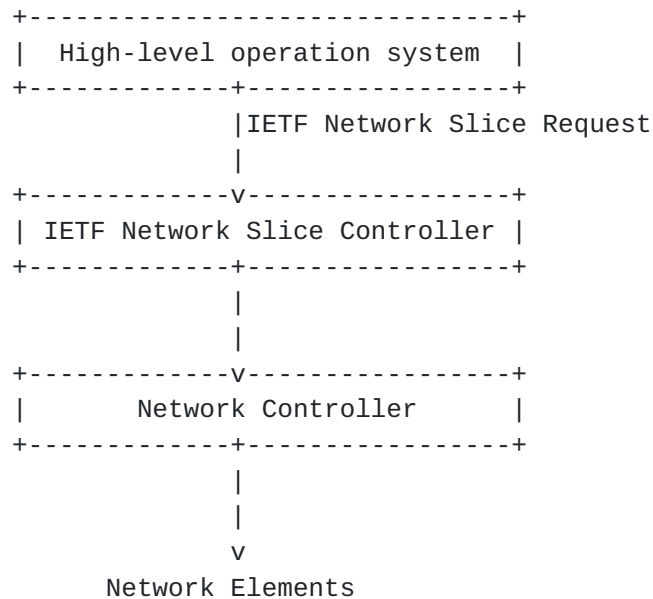 High-level operation system
IETF Network Slice Request
IETF Network Slice Controller
Network Controller
Network Elements